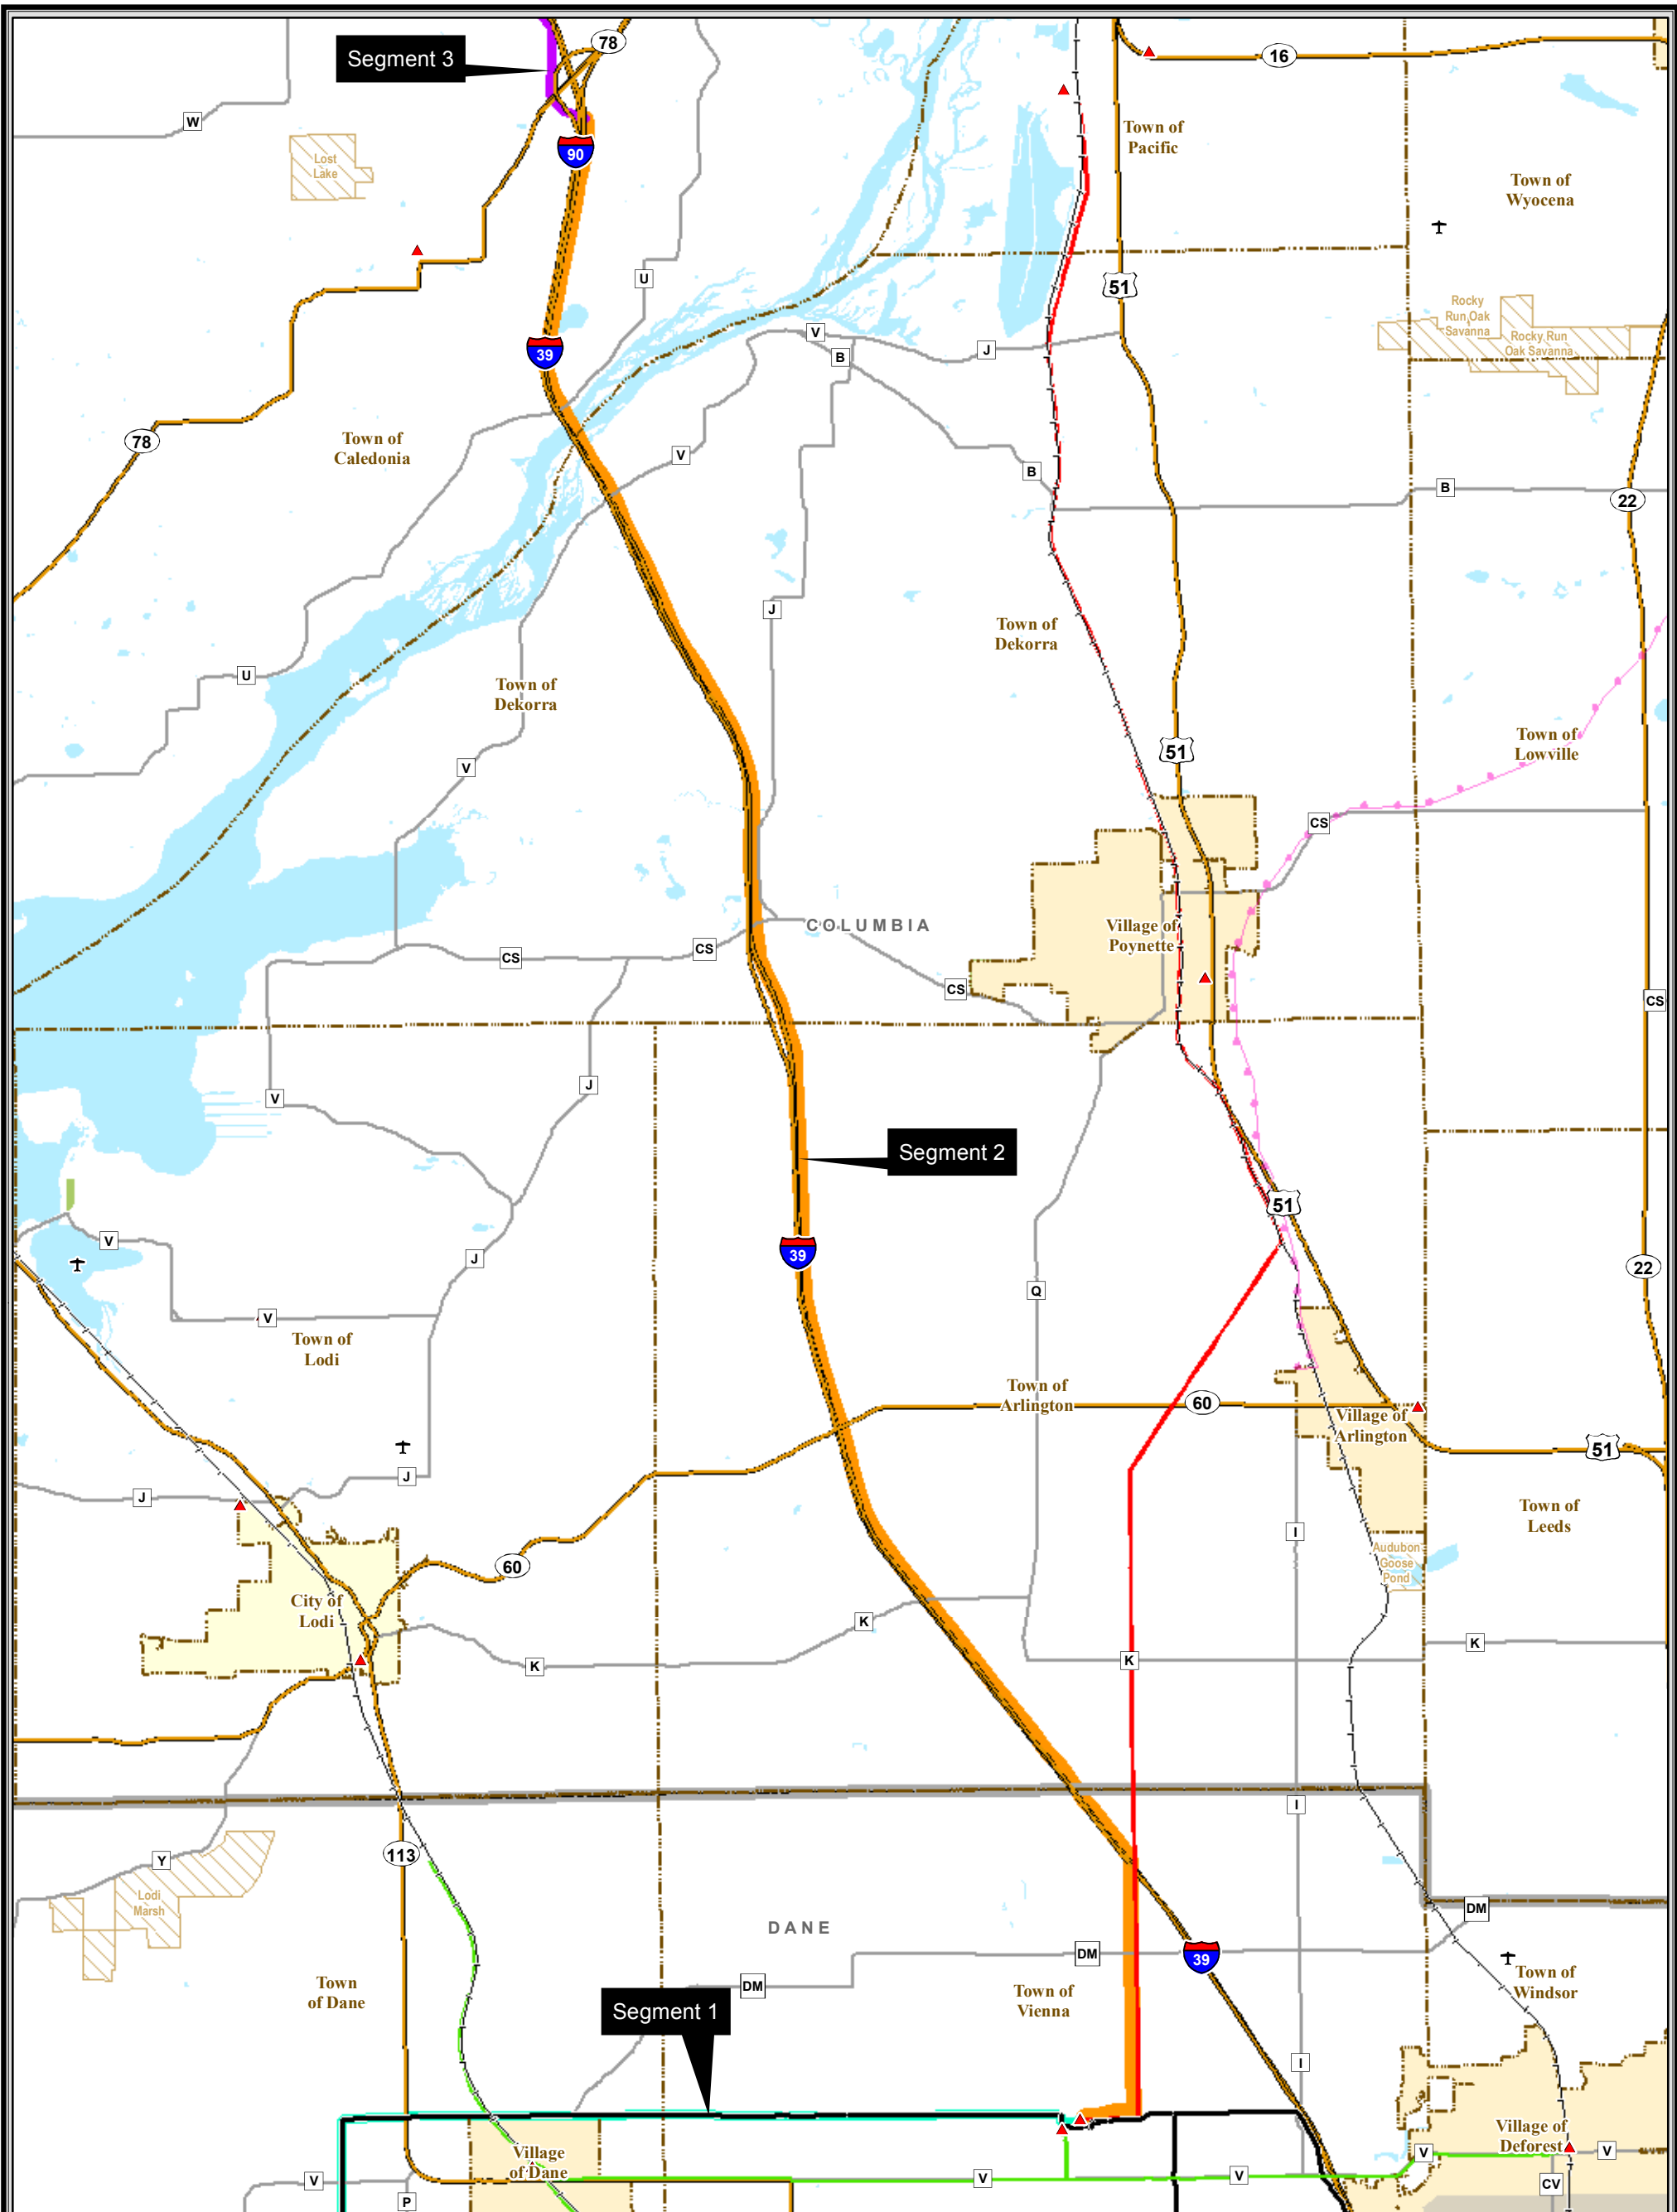 Segment 3
78
16
W
Lost
Lake
90
Town of
Pacific
Town of
Wyocena
U
51
Rocky
Run Oak
Savanna
Rocky Run
Oak Savanna
V
B
J
39
78
Town of
Caledonia
V
B
B
22
J
Town of
Dekorra
Town of
Dekorra
U
Town of
Lowville
V
51
CS
COLUMBIA
Village of
Poynette
CS
CS
CS
CS
V
J
Segment 2
51
V
J
39
22
Q
V
Town of
Lodi
Town of
Arlington
60
Village of
Arlington
51
J
J
Town of
Leeds
I
Audubon
Goose
Pond
60
City of
Lodi
K
K
K
K
I
113
Y
Lodi
Marsh
DANE
DM
DM
39
Town
of Dane
DM
Town of
Vienna
Town of
Windsor
Segment 1
I
Village
of Dane
Village of
Deforest
V
V
V
V
V
P
CV